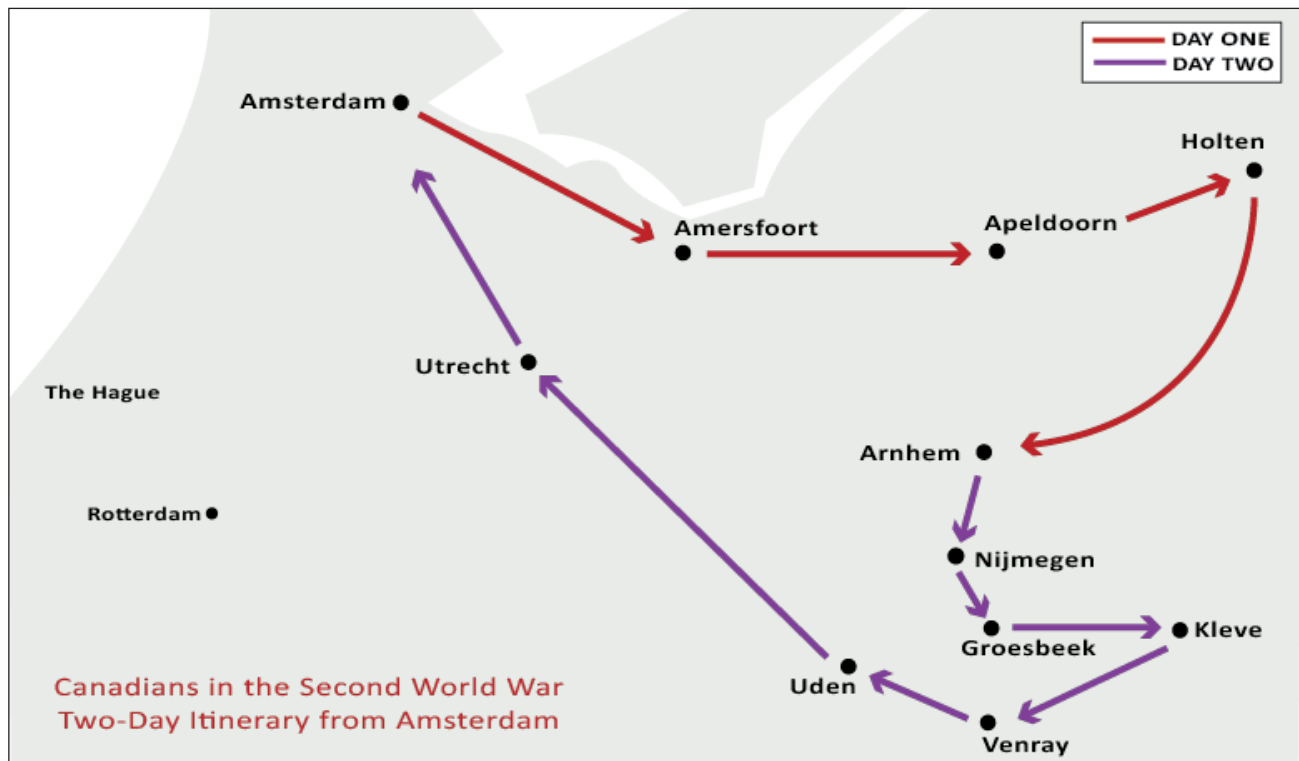 DAY ONE
DAY TWO
Amsterdam
Holten
Amersfoort
Apeldoorn
Utrecht
The Hague
Arnhem
Rotterdam
Nijmegen
Groesbeek
Kleve
Uden
Venray
Canadians in the Second World War
Two-Day Itinerary from Amsterdam